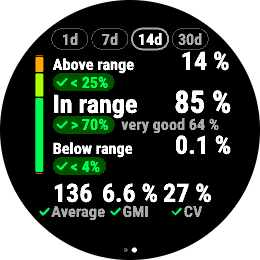 1d 7d 14d 30d
Above range 14 %
✓ < 25%
In range 85 %
✓ > 70% very good 64 %
Below range 0.1 %
✓ < 4%
136 6.6 % 27 %
✓Average ✓GMI ✓CV